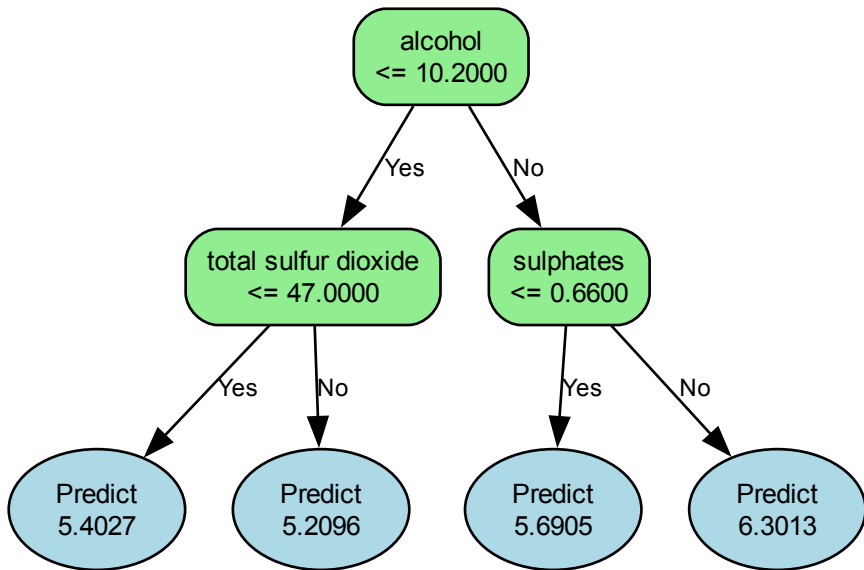 alcohol
<= 10.2000
Yes
No
total sulfur dioxide
<= 47.0000
sulphates
<= 0.6600
Yes
No
Yes
No
Predict
5.4027
Predict
5.2096
Predict
5.6905
Predict
6.3013